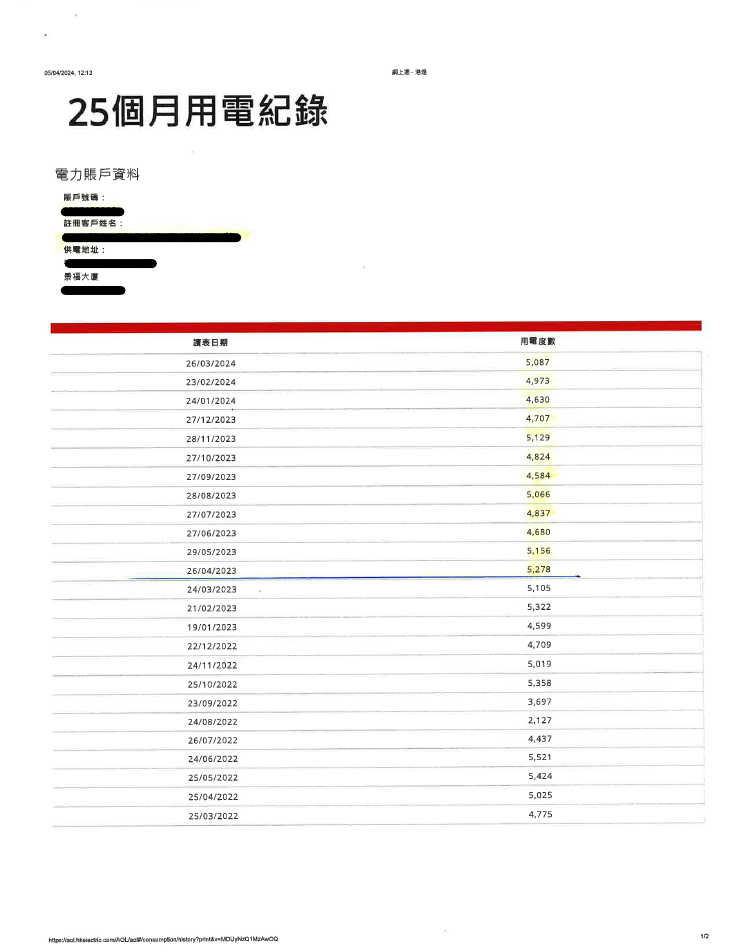 05/04/2024, 12:13 網上遞 - 港燈
25個月用電紀錄
電力賬戶資料
賬戶號碼：
註冊客戶姓名：
供電地址：
景福大廈
讀表日期 用電度數
26/03/2024 5,087
23/02/2024 4,973
24/01/2024 4,630
27/12/2023 4,707
28/11/2023 5,129
27/10/2023 4,824
27/09/2023 4,584
28/08/2023 5,066
27/07/2023 4,837
27/06/2023 4,680
29/05/2023 5,156
26/04/2023 5,278
24/03/2023 5,105
21/02/2023 5,322
19/01/2023 4,599
22/12/2022 4,709
24/11/2022 5,019
25/10/2022 5,358
23/09/2022 3,697
24/08/2022 2,127
26/07/2022 4,437
24/06/2022 5,521
25/05/2022 5,424
25/04/2022 5,025
25/03/2022 4,775
https://aol.hkelectric.com/AOL/aol#/consumption/history?print&v=MDUyNzQ1MzAwOQ 1/2